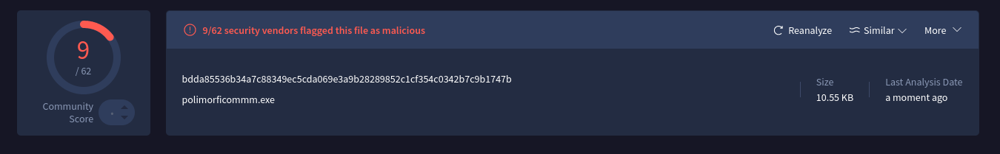 9
/ 62
Community
Score
9/62 security vendors flagged this file as malicious
Reanalyze
Similar
More
bdda85536b34a7c88349ec5cda069e3a9b28289852c1cf354c0342b7c9b1747b
polimorficommm.exe
Size
10.55 KB
Last Analysis Date
a moment ago